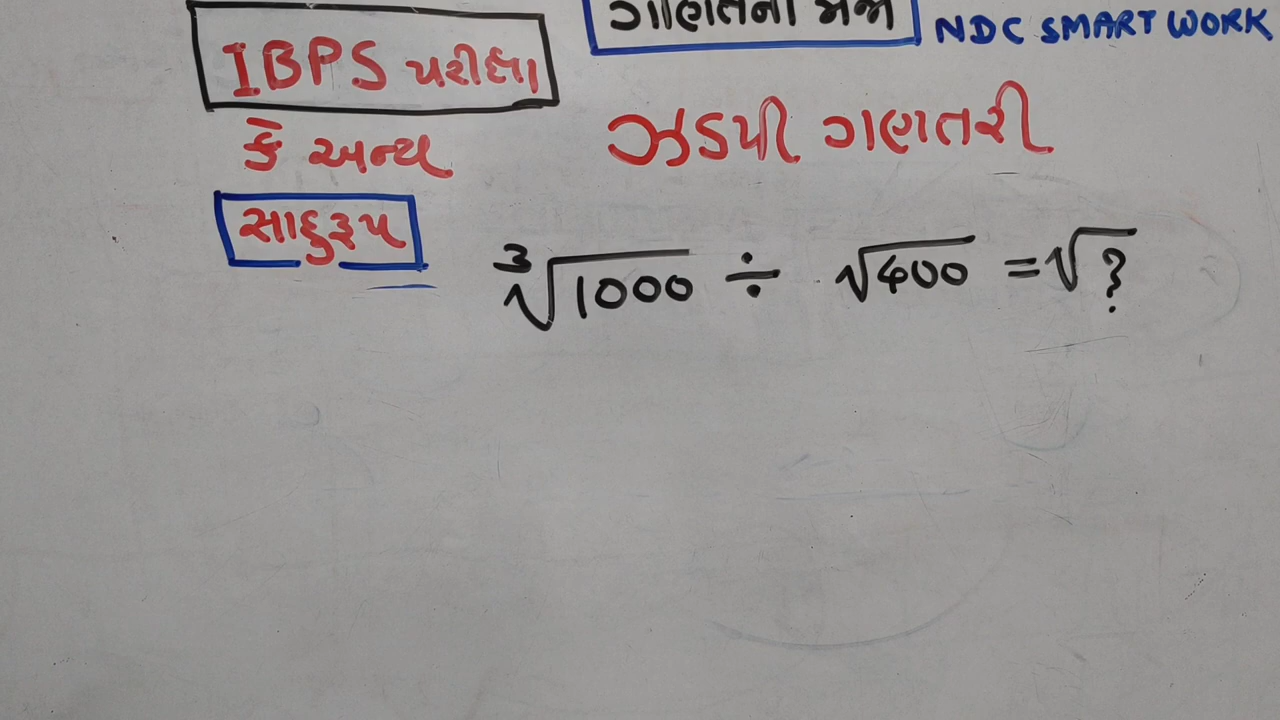 ગણિતની મજા NDC SMART WORK
IBPS પરીક્ષા
ઝડપી ગણતરી
કે અન્ય
સાદુરૂપ
∛1000 ÷ √400 = √?